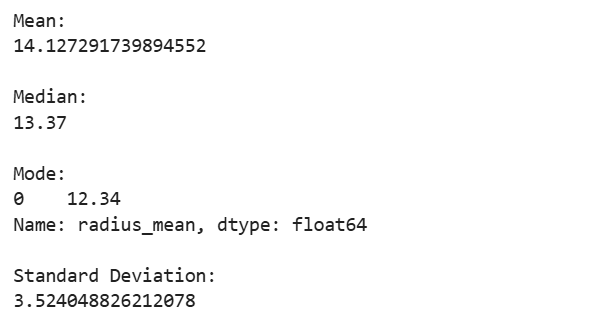 Mean:
14.127291739894552
Median:
13.37
Mode:
0    12.34
Name: radius_mean, dtype: float64
Standard Deviation:
3.524048826212078